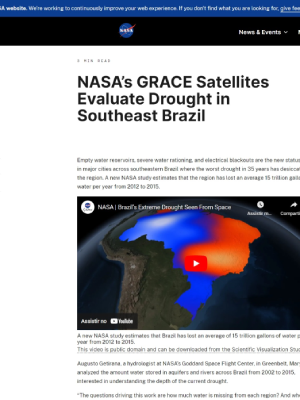 SA website. We're working to continuously improve your web experience. If you don't find what you are looking for, give fee
NASA
News & Events
2 MIN READ
NASA's GRACE Satellites
Evaluate Drought in
Southeast Brazil
Empty water reservoirs, severe water rationing, and electrical blackouts are the new status
in major cities across southeastern Brazil where the worst drought in 35 years has desiccat
the region. A new NASA study estimates that the region has lost an average 15 trillion gallo
water per year from 2012 to 2015.
NASA | Brazil's Extreme Drought Seen From Space
Assistir m...
Comparti
Assistir no YouTube
A new NASA study estimates that Brazil has lost an average of 15 trillion gallons of water p
year from 2012 to 2015.
This video is public domain and can be downloaded from the Scientific Visualization Stud
Augusto Getirana, a hydrologist at NASA's Goddard Space Flight Center, in Greenbelt, Mary
analyzed the amount water stored in aquifers and rivers across Brazil from 2002 to 2015,
interested in understanding the depth of the current drought.
"The questions driving this work are how much water is missing from each region? And whe